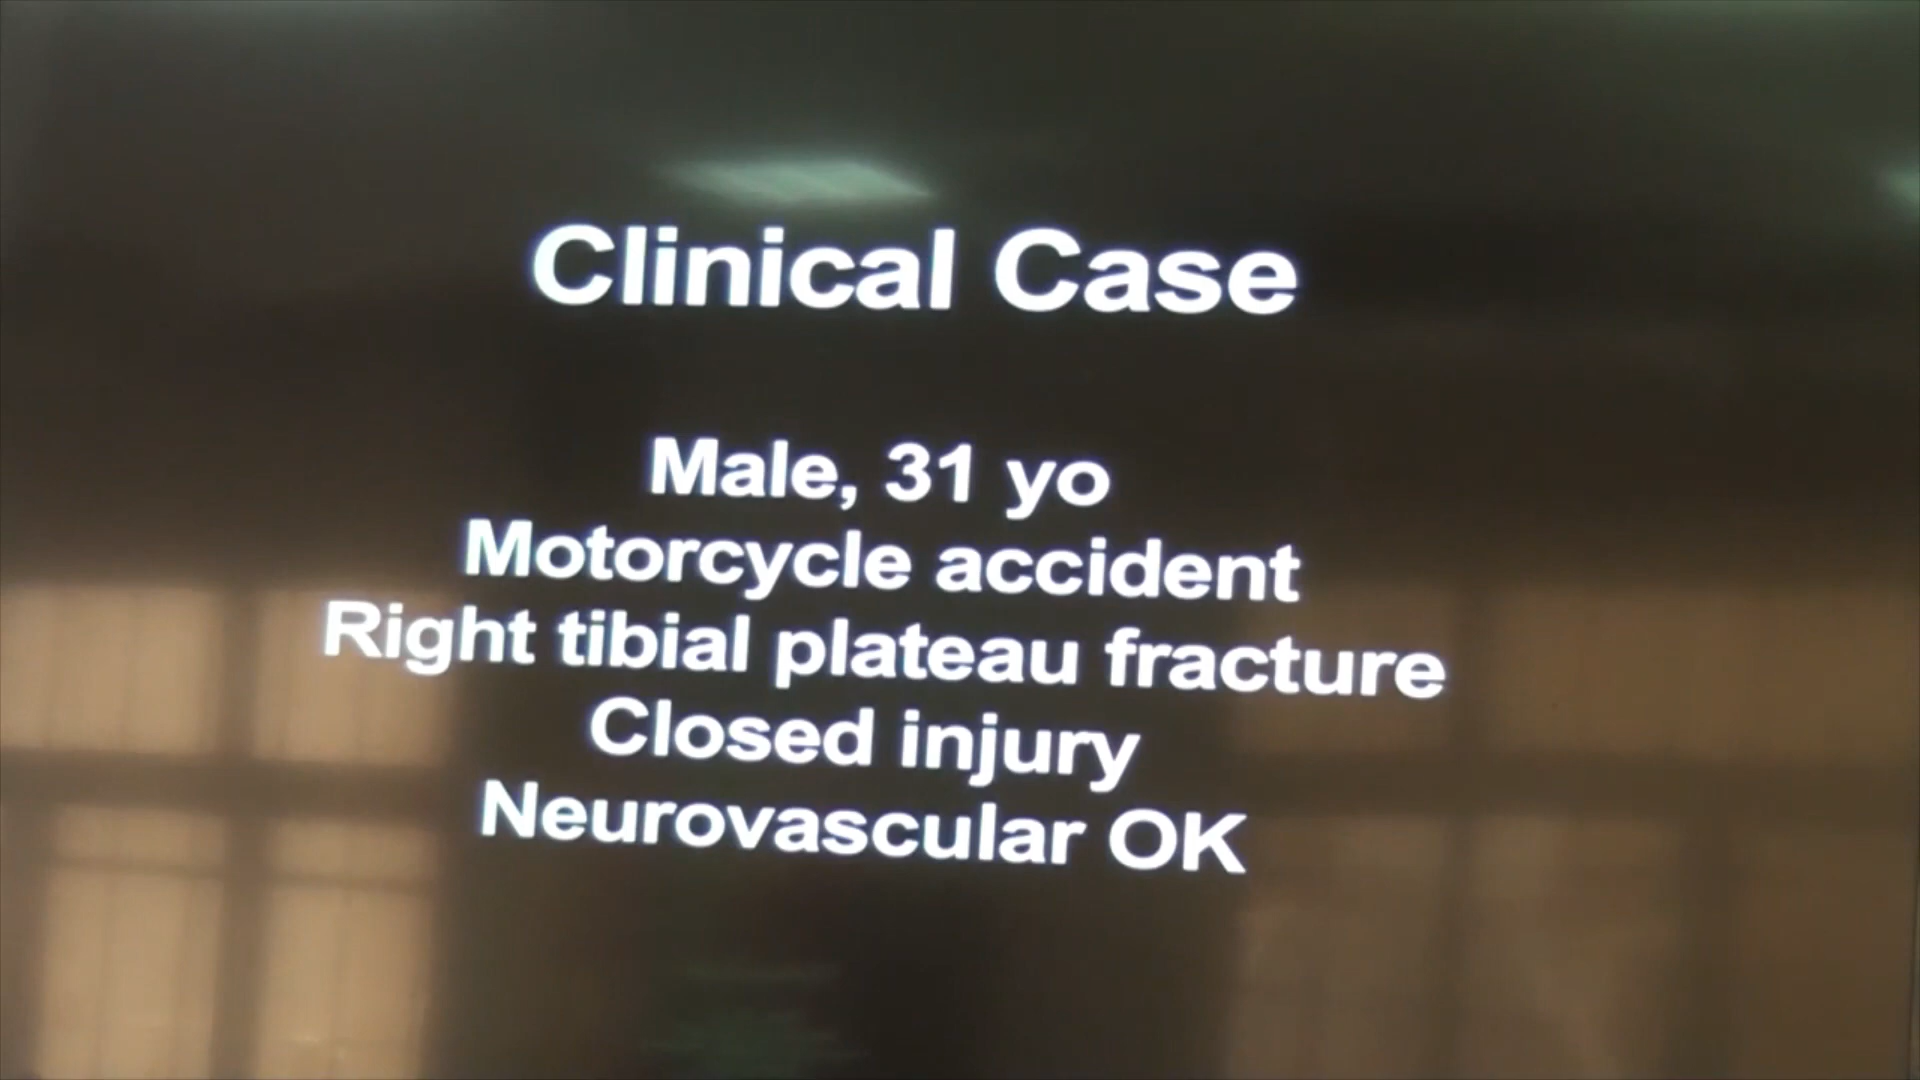 Clinical Case
Male, 31 yo
Motorcycle accident
Right tibial plateau fracture
Closed injury
Neurovascular OK